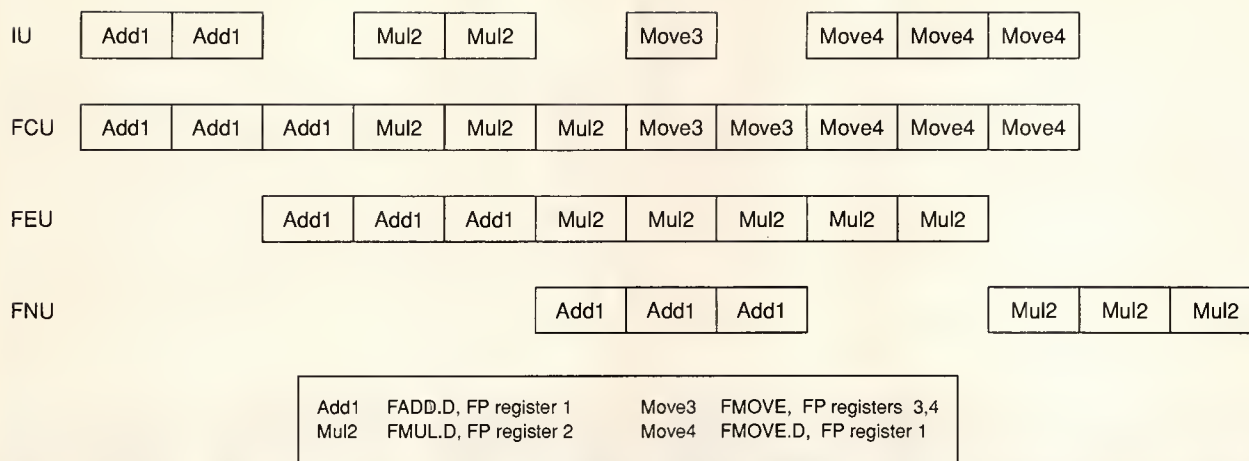 IU Add1 Add1 Mul2 Mul2 Move3 Move4 Move4 Move4
FCU Add1 Add1 Add1 Mul2 Mul2 Mul2 Move3 Move3 Move4 Move4 Move4
FEU Add1 Add1 Add1 Mul2 Mul2 Mul2 Mul2 Mul2
FNU Add1 Add1 Add1 Mul2 Mul2 Mul2
Add1 FADD.D, FP register 1 Move3 FMOVE, FP registers 3,4
Mul2 FMUL.D, FP register 2 Move4 FMOVE.D, FP register 1